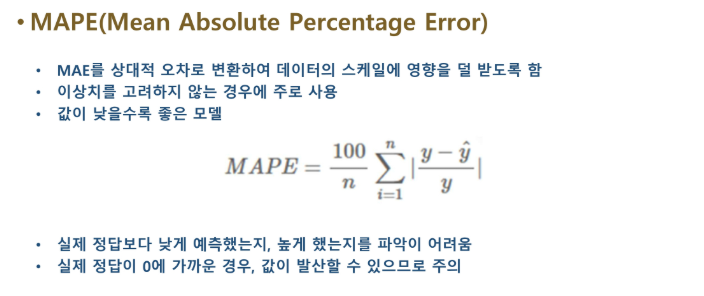 • MAPE(Mean Absolute Percentage Error)
• MAE를 상대적 오차로 변환하여 데이터의 스케일에 영향을 덜 받도록 함
• 이상치를 고려하지 않는 경우에 주로 사용
• 값이 낮을수록 좋은 모델
MAPE = \frac{100}{n} \sum_{i=1}^{n} |\frac{y - \hat{y}}{y}|
• 실제 정답보다 낮게 예측했는지, 높게 했는지를 파악이 어려움
• 실제 정답이 0에 가까운 경우, 값이 발산할 수 있으므로 주의